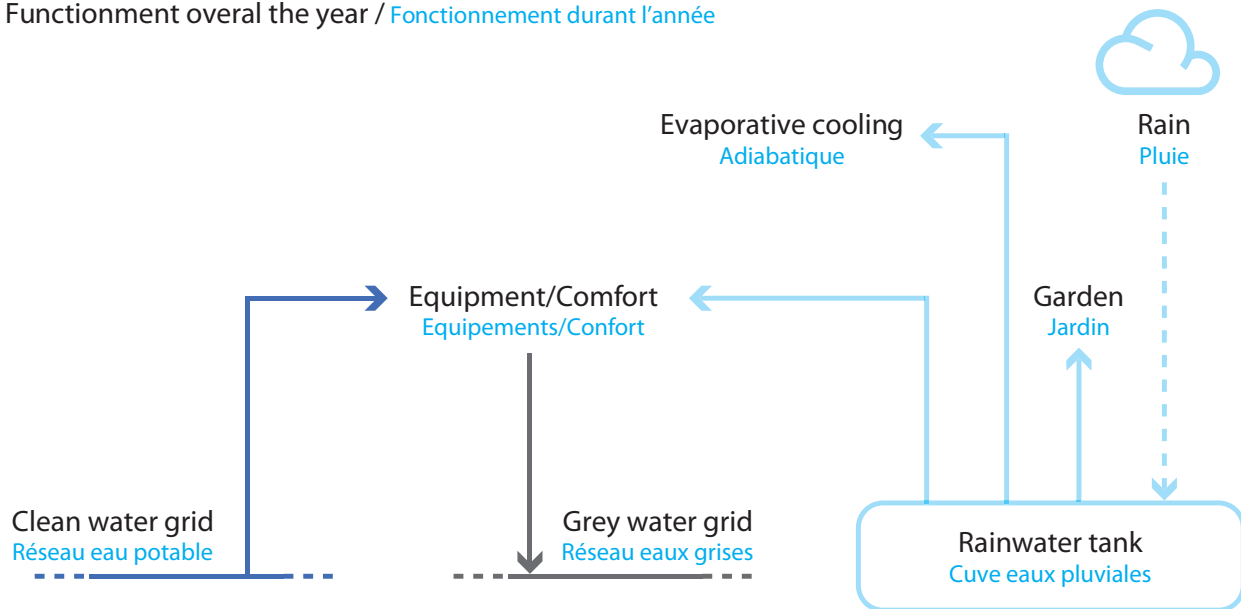 Functionment overal the year / Fonctionnement durant l'année
Evaporative cooling
Adiabatique
Rain
Pluie
Equipment/Comfort
Equipements/Confort
Garden
Jardin
Clean water grid
Réseau eau potable
Grey water grid
Réseau eaux grises
Rainwater tank
Cuve eaux pluviales